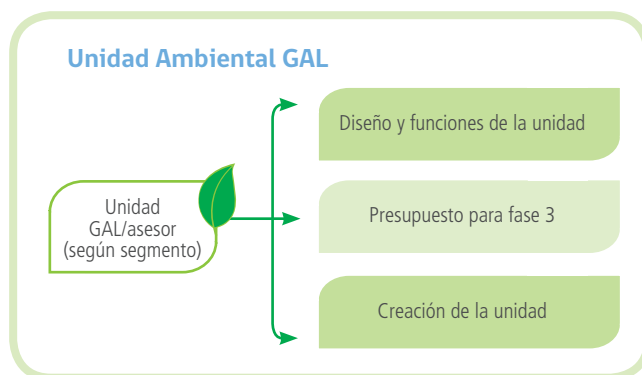 Unidad Ambiental GAL
Diseño y funciones de la unidad
Unidad
GAL/asesor
(según segmento)
Presupuesto para fase 3
Creación de la unidad